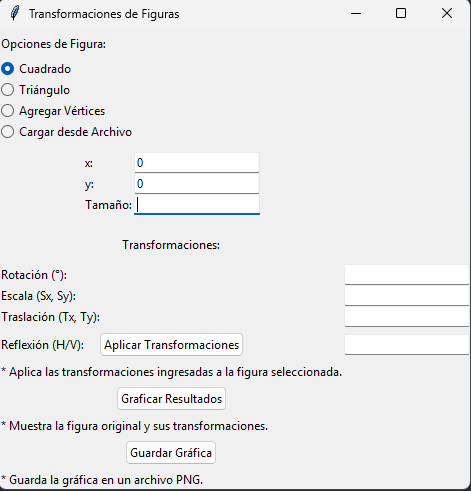 Transformaciones de Figuras
Opciones de Figura:
Cuadrado
Triángulo
Agregar Vértices
Cargar desde Archivo
x: 0
y: 0
Tamaño:
Transformaciones:
Rotación (°):
Escala (Sx, Sy):
Traslación (Tx, Ty):
Reflexión (H/V): Aplicar Transformaciones
* Aplica las transformaciones ingresadas a la figura seleccionada.
Graficar Resultados
* Muestra la figura original y sus transformaciones.
Guardar Gráfica
* Guarda la gráfica en un archivo PNG.